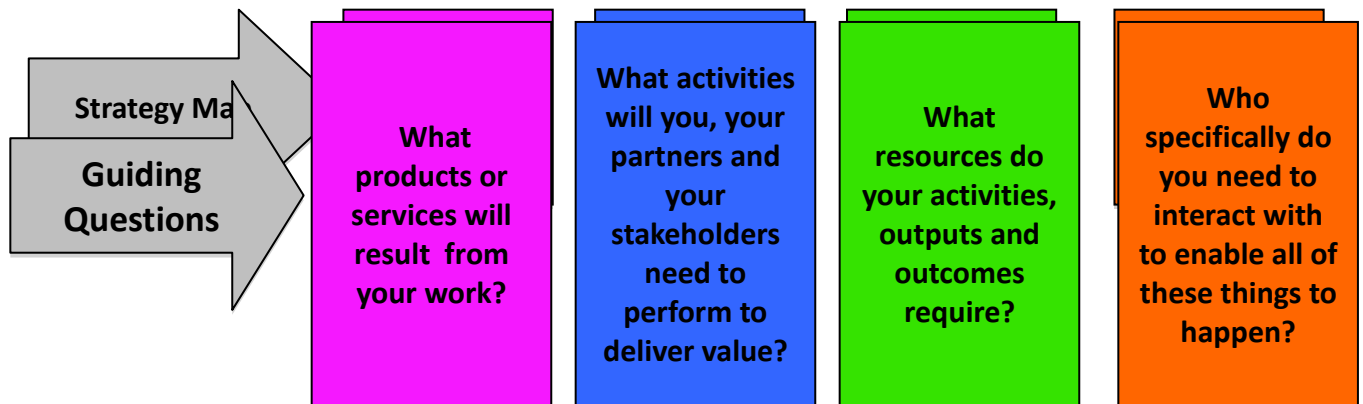 Strategy Ma
Guiding
Questions
What
products or
services will
result from
your work?
What activities
will you, your
partners and
your
stakeholders
need to
perform to
deliver value?
What
resources do
your activities,
outputs and
outcomes
require?
Who
specifically do
you need to
interact with
to enable all of
these things to
happen?